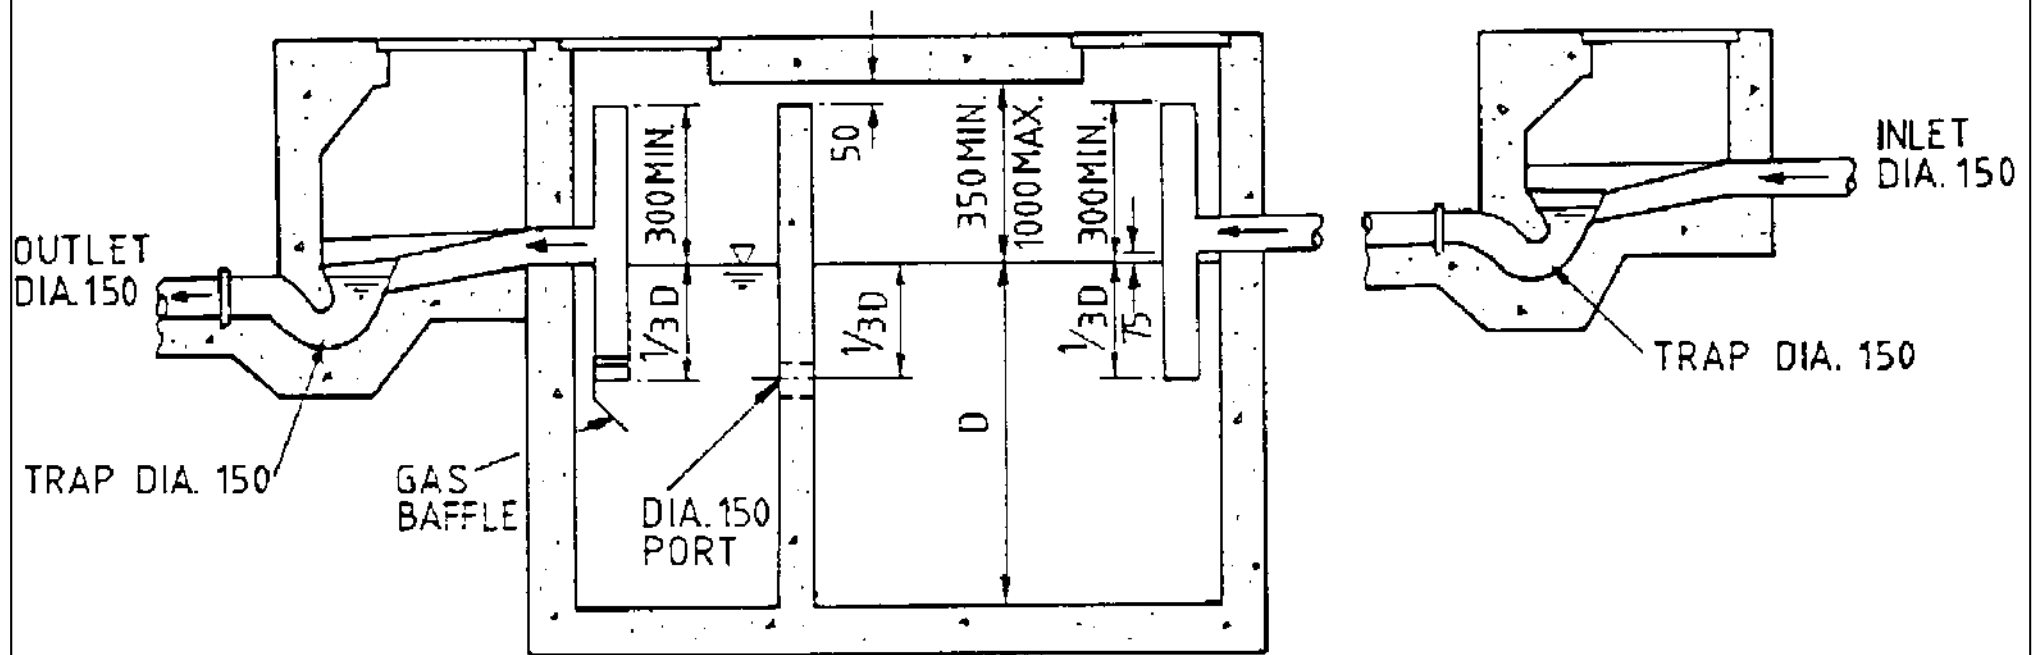 OUTLET
DIA.150
TRAP DIA. 150
GAS
BAFFLE
300MIN.
1/3D
50
1/3D
DIA.150
PORT
350MIN.
1000MAX.
D
300MIN.
1/3D
75
INLET
DIA. 150
TRAP DIA. 150